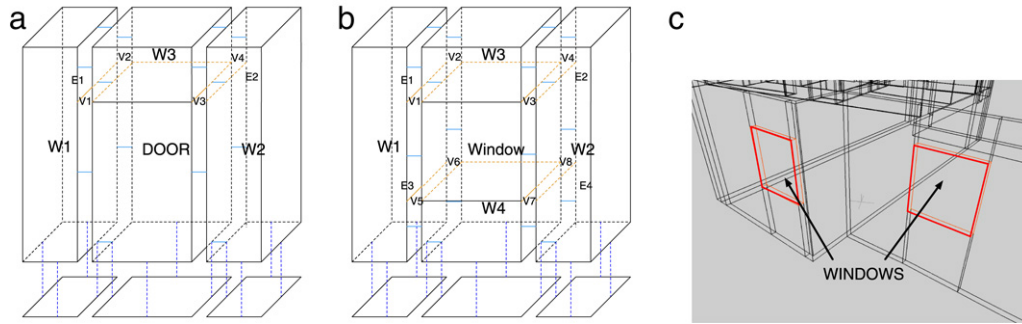 a
W3
V2
V4
E1
E2
V1
V3
W1
DOOR
W2
b
W3
V2
V4
E1
E2
V1
V3
W1
V6
Window
V8
W2
E3
E4
V5
V7
W4
c
WINDOWS